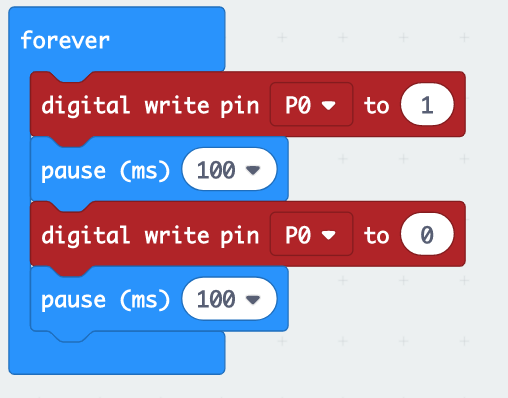 forever
digital write pin P0 to 1
pause (ms) 100
digital write pin P0 to 0
pause (ms) 100